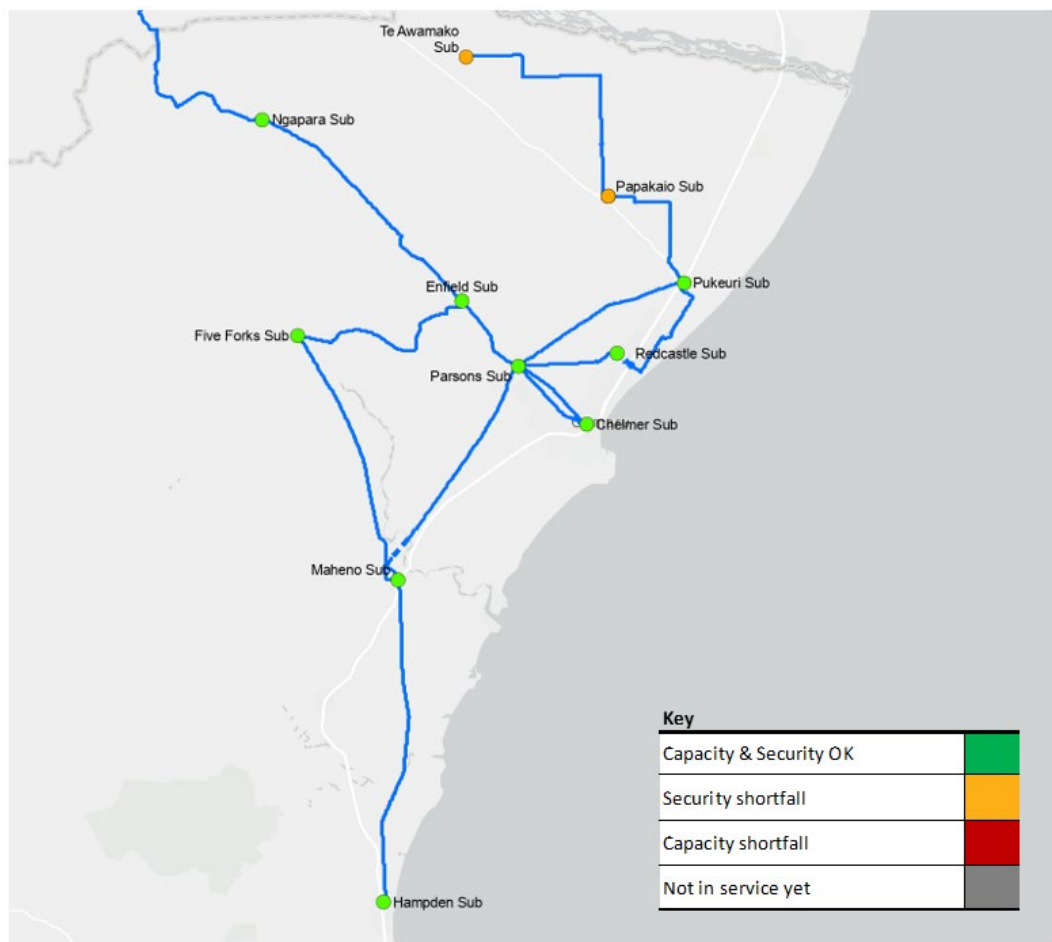 Te Awamako
Sub
Ngapara Sub
Papakaio Sub
Pukeuri Sub
Enfield Sub
Five Forks Sub
Redcastle Sub
Parsons Sub
Chelmer Sub
Maheno Sub
Hampden Sub
Key
Capacity & Security OK
Security shortfall
Capacity shortfall
Not in service yet